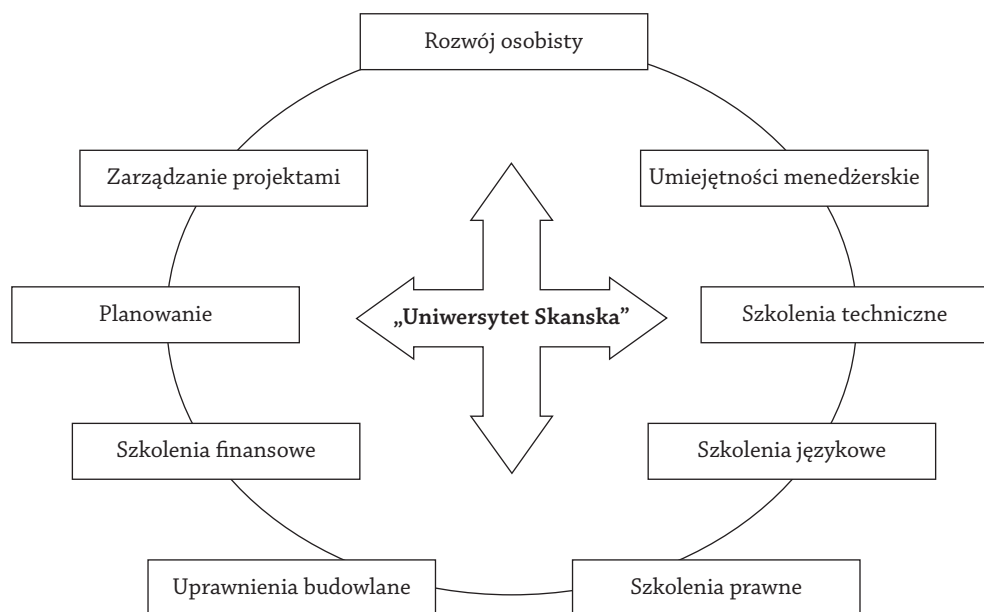 Rozwój osobisty
Zarządzanie projektami
Umiejętności menedżerskie
Planowanie
„Uniwersytet Skanska”
Szkolenia techniczne
Szkolenia finansowe
Szkolenia językowe
Uprawnienia budowlane
Szkolenia prawne